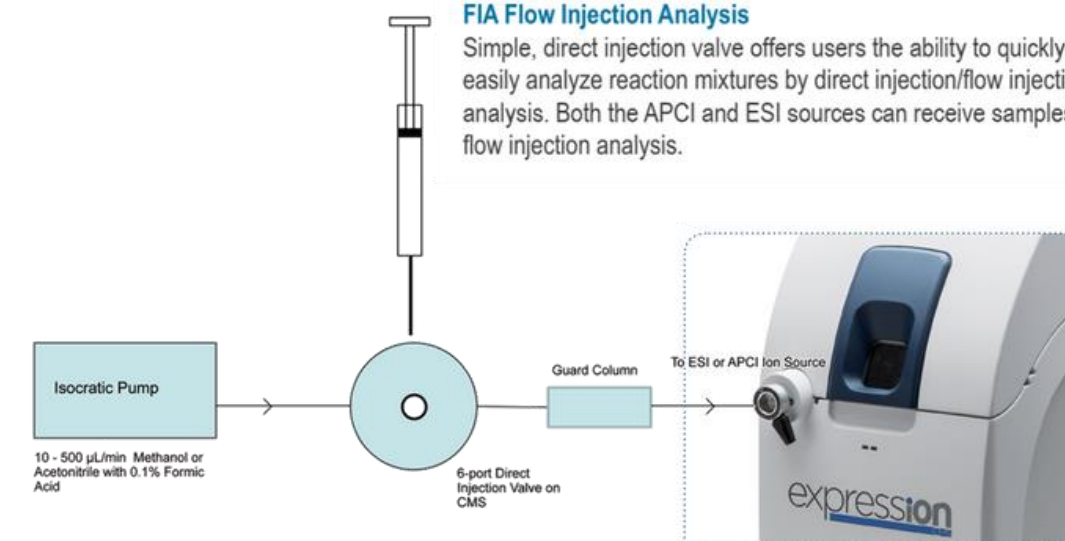 FIA Flow Injection Analysis
Simple, direct injection valve offers users the ability to quickly
easily analyze reaction mixtures by direct injection/flow injecti
analysis. Both the APCI and ESI sources can receive samples
flow injection analysis.
Isocratic Pump
10 - 500 µL/min Methanol or
Acetonitrile with 0.1% Formic
Acid
6-port Direct
Injection Valve on
CMS
Guard Column
To ESI or APCI Ion Source
expression